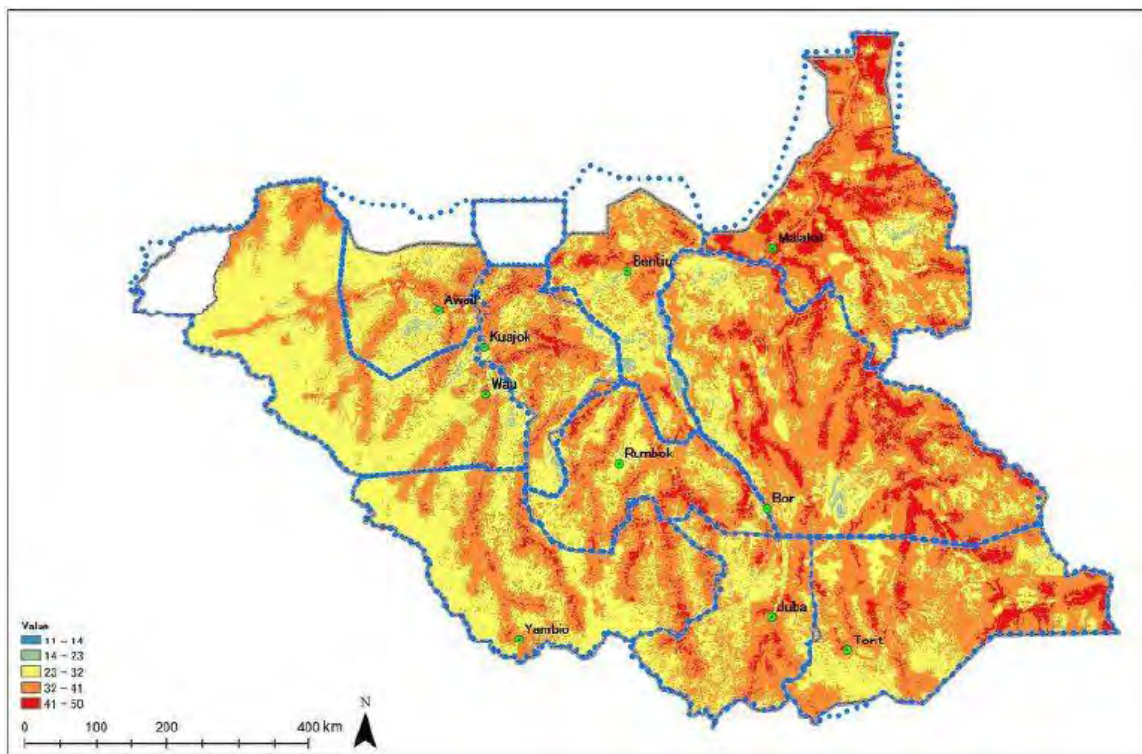 Malakal
Bentiu
Aweil
Kuajok
Wau
Rumbek
Bor
Juba
Yambio
Torit
Value
11 - 14
14 - 23
23 - 32
32 - 41
41 - 50
N
0 100 200 400 km